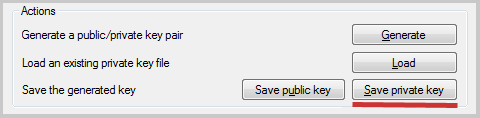 Actions
Generate a public/private key pair Generate
Load an existing private key file Load
Save the generated key Save public key Save private key